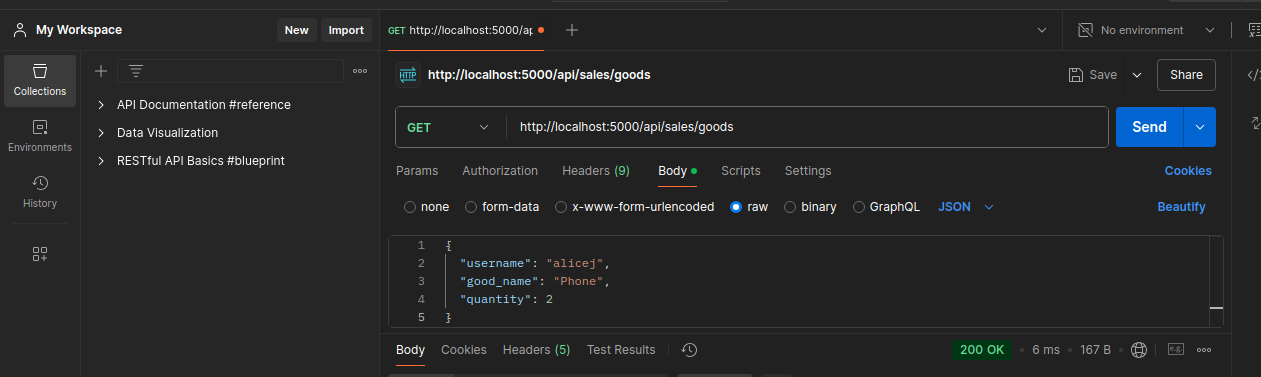 My Workspace
New
Import
GET http://localhost:5000/ap
No environment
Collections
Environments
History
API Documentation #reference
Data Visualization
RESTful API Basics #blueprint
HTTP
http://localhost:5000/api/sales/goods
Save
Share
GET
http://localhost:5000/api/sales/goods
Send
Params
Authorization
Headers (9)
Body
Scripts
Settings
Cookies
none
form-data
x-www-form-urlencoded
raw
binary
GraphQL
JSON
Beautify
1 {
2 "username": "alicej",
3 "good_name": "Phone",
4 "quantity": 2
5 }
Body
Cookies
Headers (5)
Test Results
200 OK
6 ms
167 B
e.g.